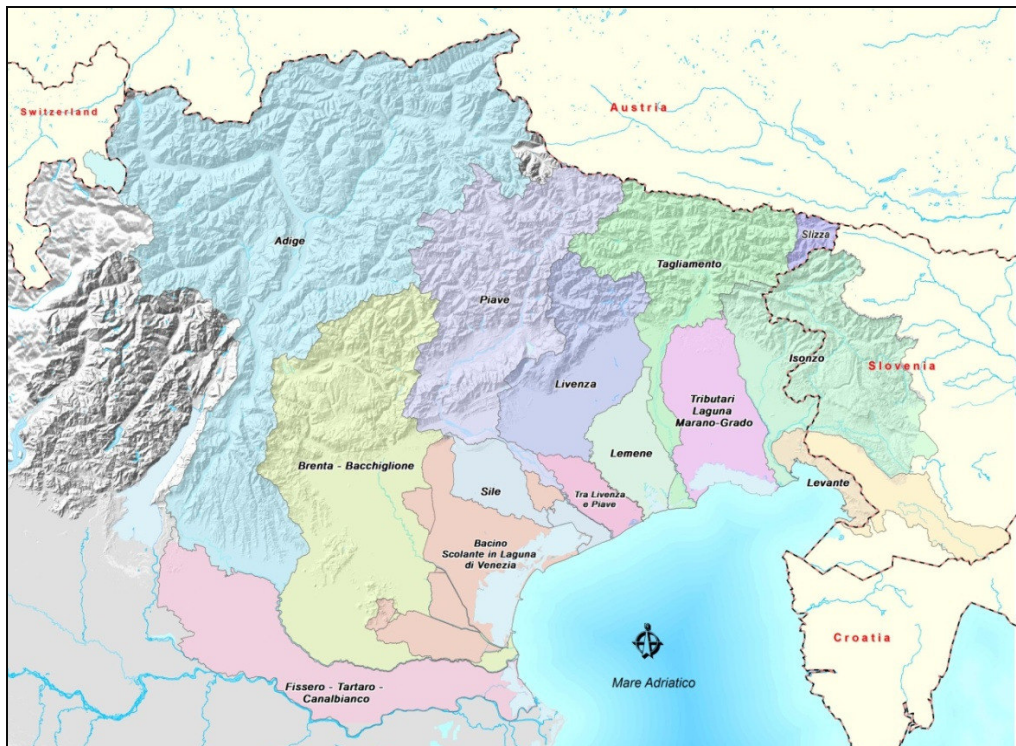 Austria
Switzerland
Slizza
Adige
Tagliamento
Piave
Isonzo
Slovenia
Livenza
Tributari
Laguna
Marano-Grado
Lemene
Brenta - Bacchiglione
Levante
Sile
Tra Livenza
e Piave
Bacino
Scolante in Laguna
di Venezia
Croatia
Mare Adriatico
Fissero - Tartaro -
Canalbianco